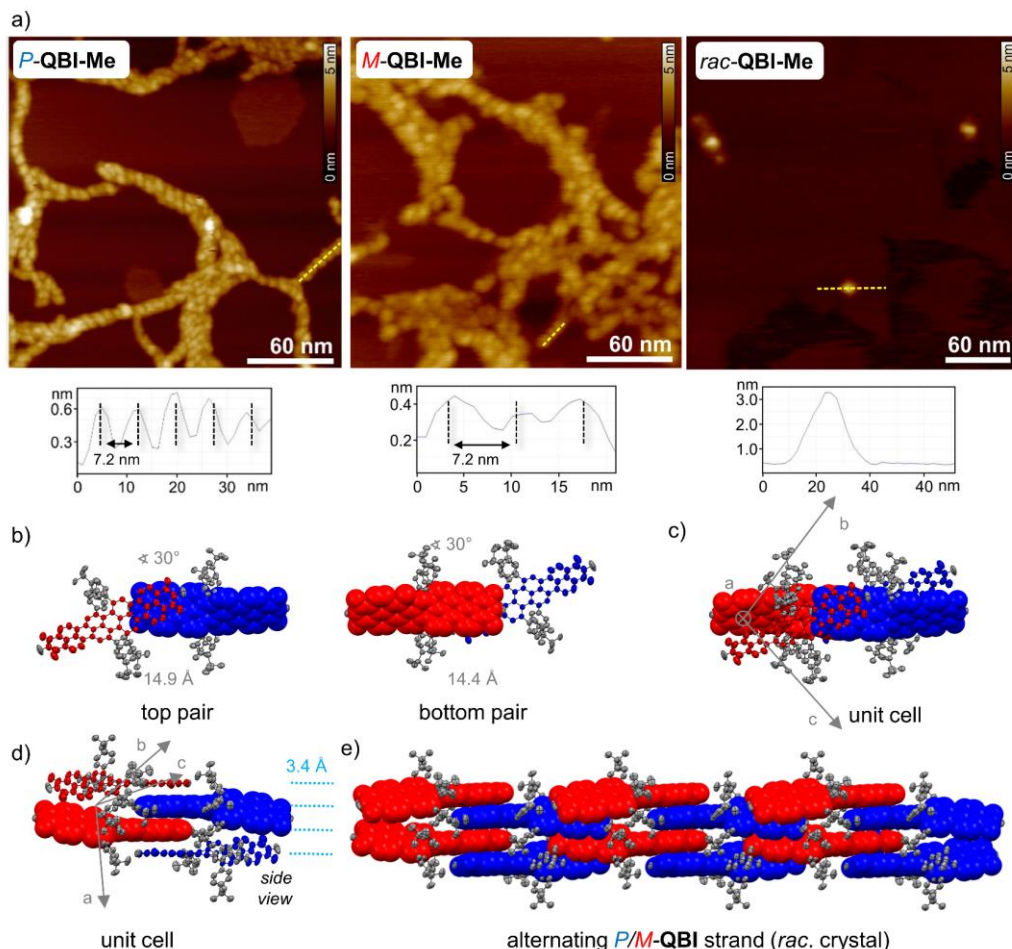 a)
P-QBI-Me
5 nm
0 nm
60 nm
M-QBI-Me
5 nm
0 nm
60 nm
rac-QBI-Me
5 nm
0 nm
60 nm
nm
0.6
0.3
7.2 nm
0 10 20 30 nm
nm
0.4
0.2
7.2 nm
0 5 10 15 nm
nm
3.0
2.0
1.0
0 20 40 nm
b)
∢ 30°
14.9 Å
top pair
∢ 30°
14.4 Å
bottom pair
c)
b
a
c
unit cell
d)
b
c
a
3.4 Å
side
view
unit cell
e)
alternating P/M-QBI strand (rac. crystal)